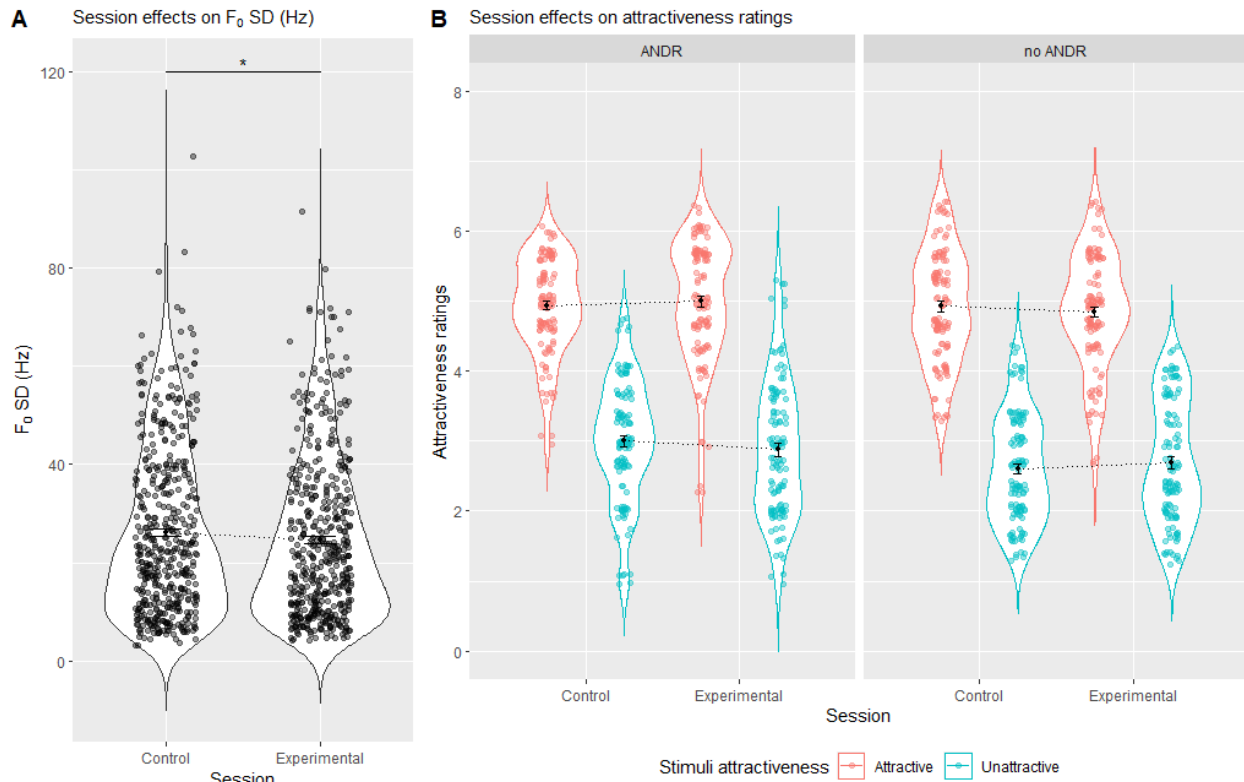 A Session effects on F₀ SD (Hz)
*
120
80
40
0
F₀ SD (Hz)
Control Experimental
Session
B Session effects on attractiveness ratings
ANDR no ANDR
8
6
4
2
0
Attractiveness ratings
Control Experimental Control Experimental
Session
Stimuli attractiveness Attractive Unattractive